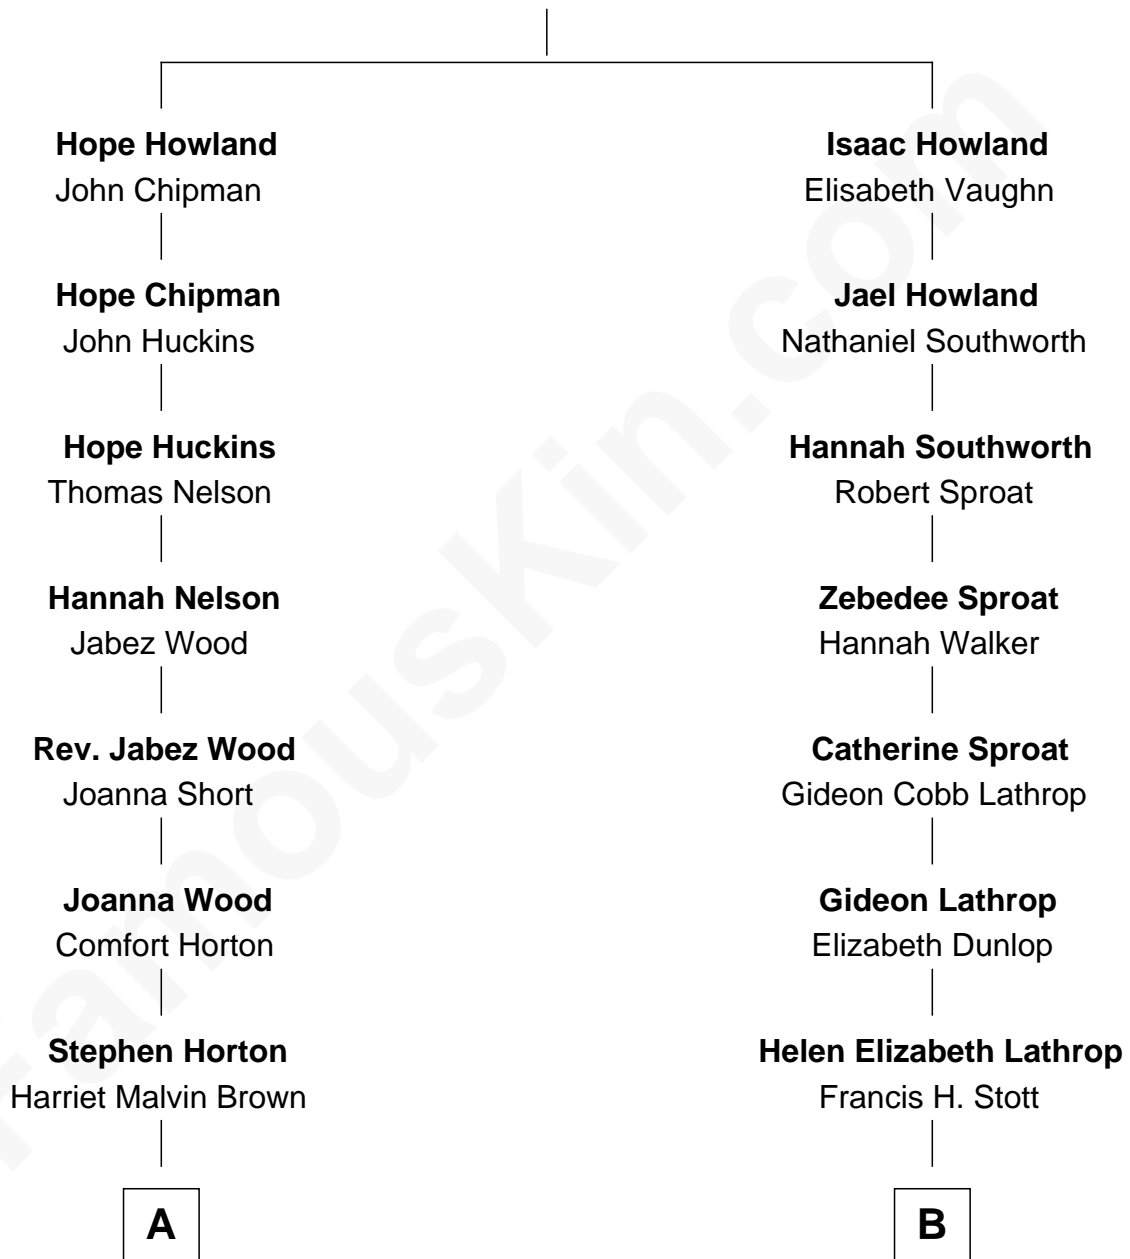 Hope Howland
John Chipman
Isaac Howland
Elisabeth Vaughn
Hope Chipman
John Huckins
Jael Howland
Nathaniel Southworth
Hope Huckins
Thomas Nelson
Hannah Southworth
Robert Sproat
Hannah Nelson
Jabez Wood
Zebedee Sproat
Hannah Walker
Rev. Jabez Wood
Joanna Short
Catherine Sproat
Gideon Cobb Lathrop
Joanna Wood
Comfort Horton
Gideon Lathrop
Elizabeth Dunlop
Stephen Horton
Harriet Malvin Brown
Helen Elizabeth Lathrop
Francis H. Stott
A
B
FamousKin.com